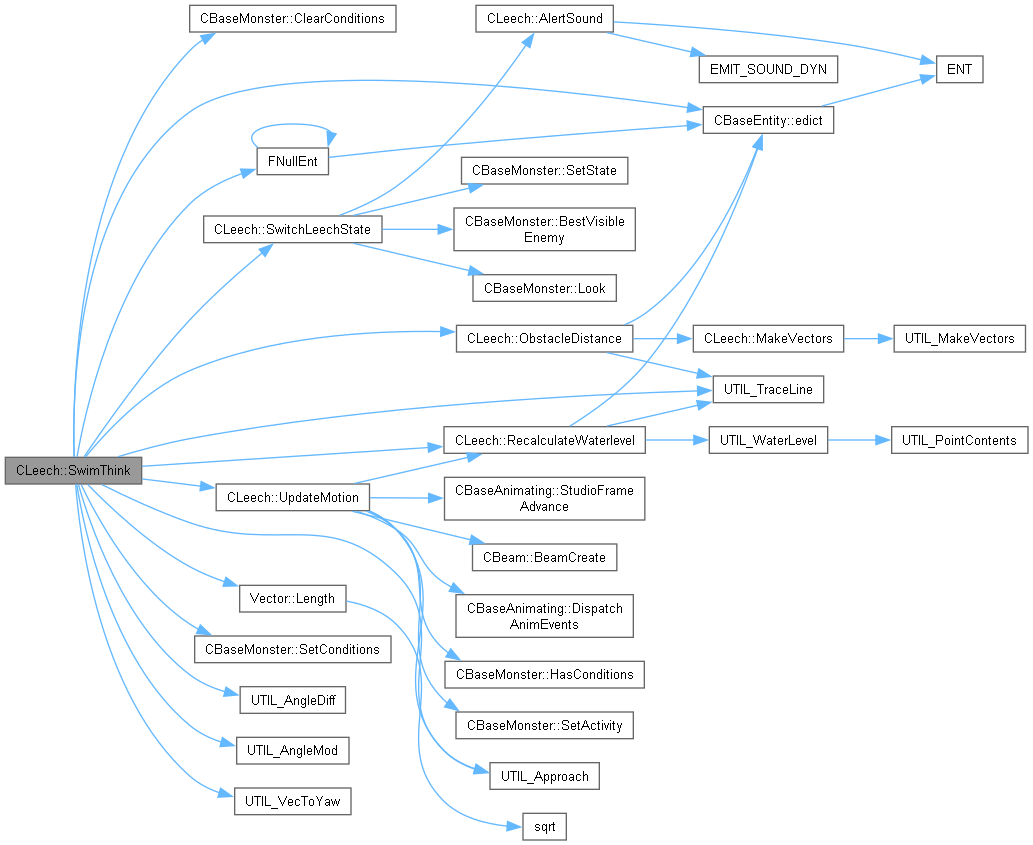 CBaseMonster::ClearConditions
CLeech::AlertSound
EMIT_SOUND_DYN
ENT
CBaseEntity::edict
FNullEnt
CBaseMonster::SetState
CLeech::SwitchLeechState
CBaseMonster::BestVisible
Enemy
CBaseMonster::Look
CLeech::ObstacleDistance
CLeech::MakeVectors
UTIL_MakeVectors
UTIL_TraceLine
CLeech::RecalculateWaterlevel
UTIL_WaterLevel
UTIL_PointContents
CLeech::SwimThink
CLeech::UpdateMotion
CBaseAnimating::StudioFrame
Advance
CBeam::BeamCreate
Vector::Length
CBaseAnimating::Dispatch
AnimEvents
CBaseMonster::SetConditions
CBaseMonster::HasConditions
UTIL_AngleDiff
CBaseMonster::SetActivity
UTIL_AngleMod
UTIL_Approach
UTIL_VecToYaw
sqrt